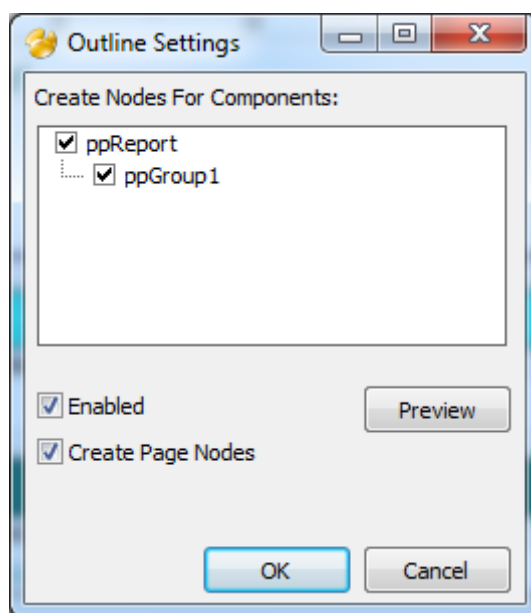 Outline Settings
Create Nodes For Components:
ppReport
ppGroup1
Enabled
Preview
Create Page Nodes
OK
Cancel